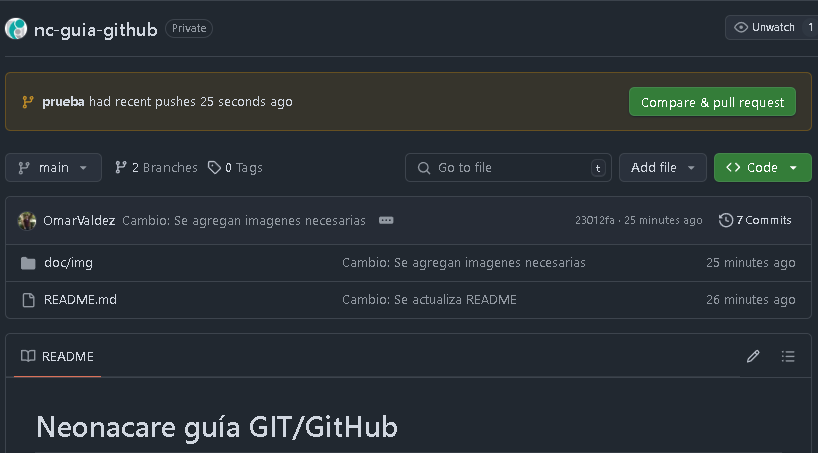 nc-guia-github Private Unwatch 1
prueba had recent pushes 25 seconds ago Compare & pull request
main 2 Branches 0 Tags Go to file t Add file Code
OmarValdez Cambio: Se agregan imagenes necesarias 23012fa · 25 minutes ago 7 Commits
doc/img Cambio: Se agregan imagenes necesarias 25 minutes ago
README.md Cambio: Se actualiza README 26 minutes ago
README
Neonacare guía GIT/GitHub